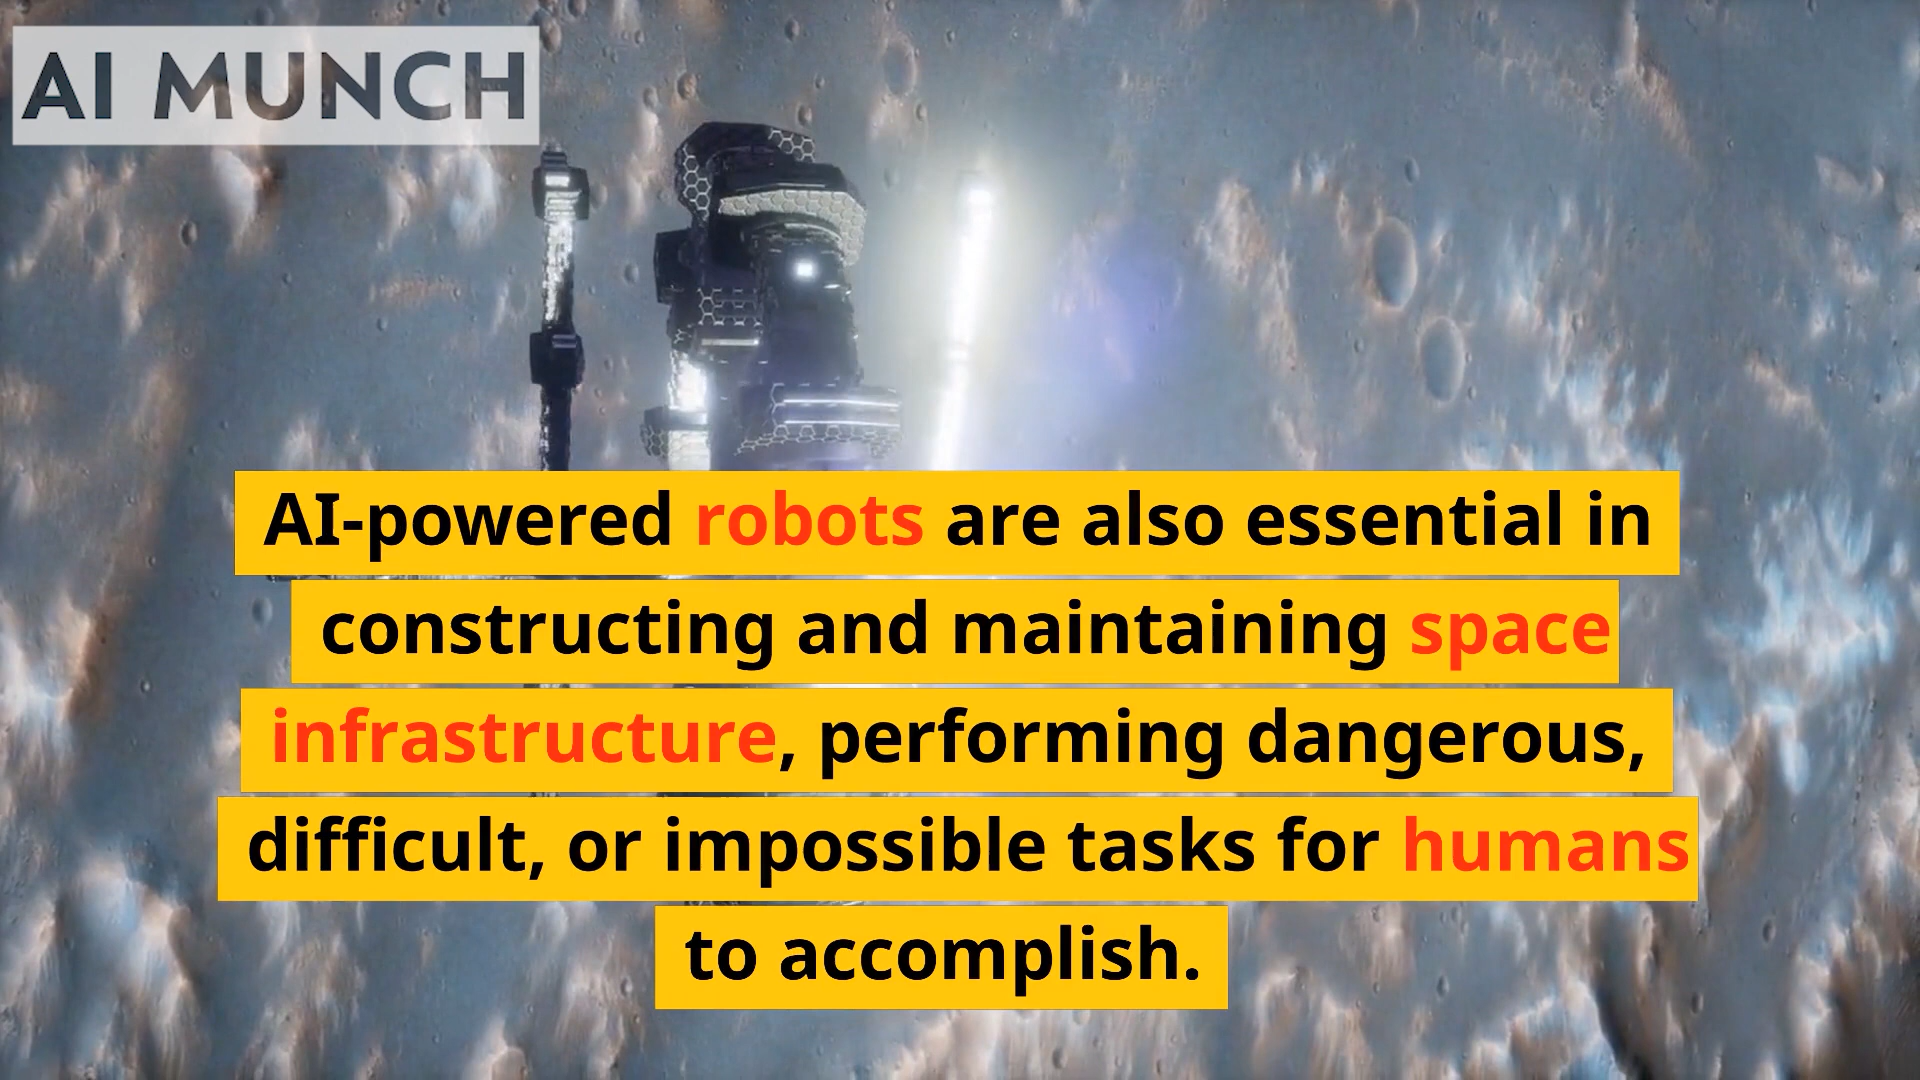 AI MUNCH
AI-powered robots are also essential in
constructing and maintaining space
infrastructure, performing dangerous,
difficult, or impossible tasks for humans
to accomplish.